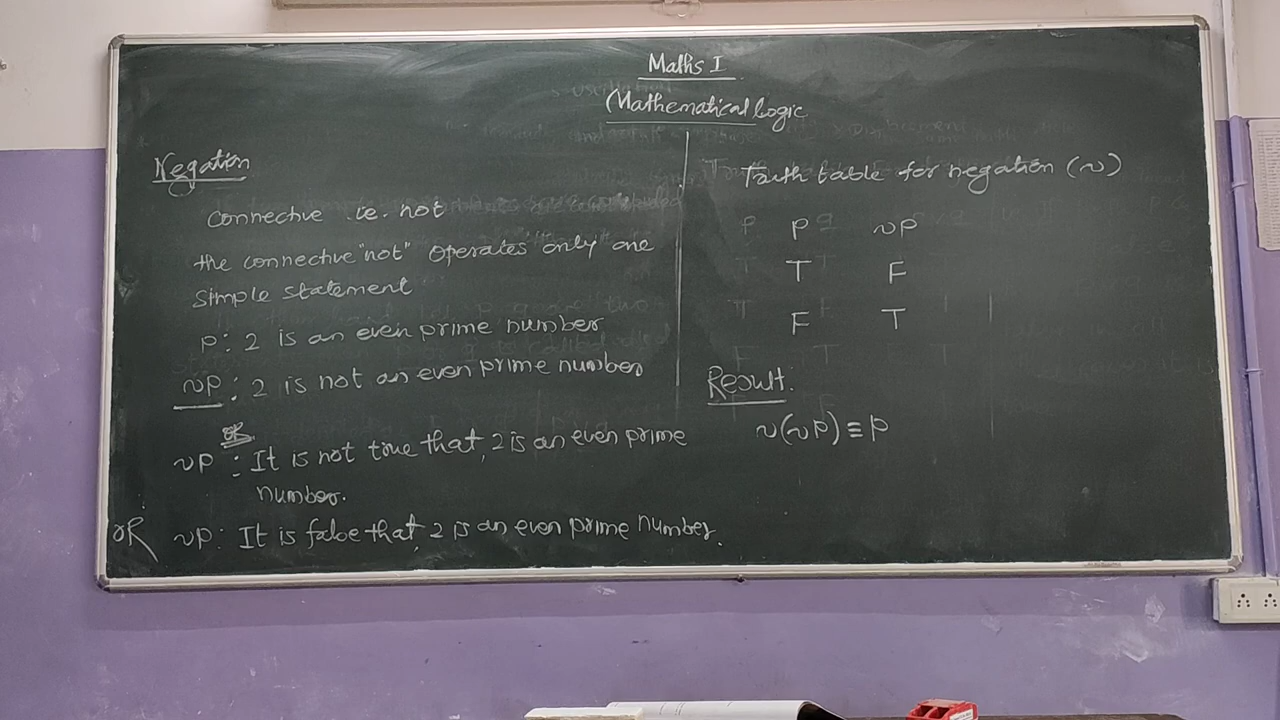 Maths I
(Mathematical Logic
Negation
connective ie. not
the connective "not" operates only one
simple statement
p: 2 is an even prime number
~p: 2 is not an even prime number
OR
~p: It is not true that, 2 is an even prime
number.
OR ~p: It is false that, 2 is an even prime number.
Truth table for negation (~)
p ~p
T F
F T
Result.
~(~p) ≡ p